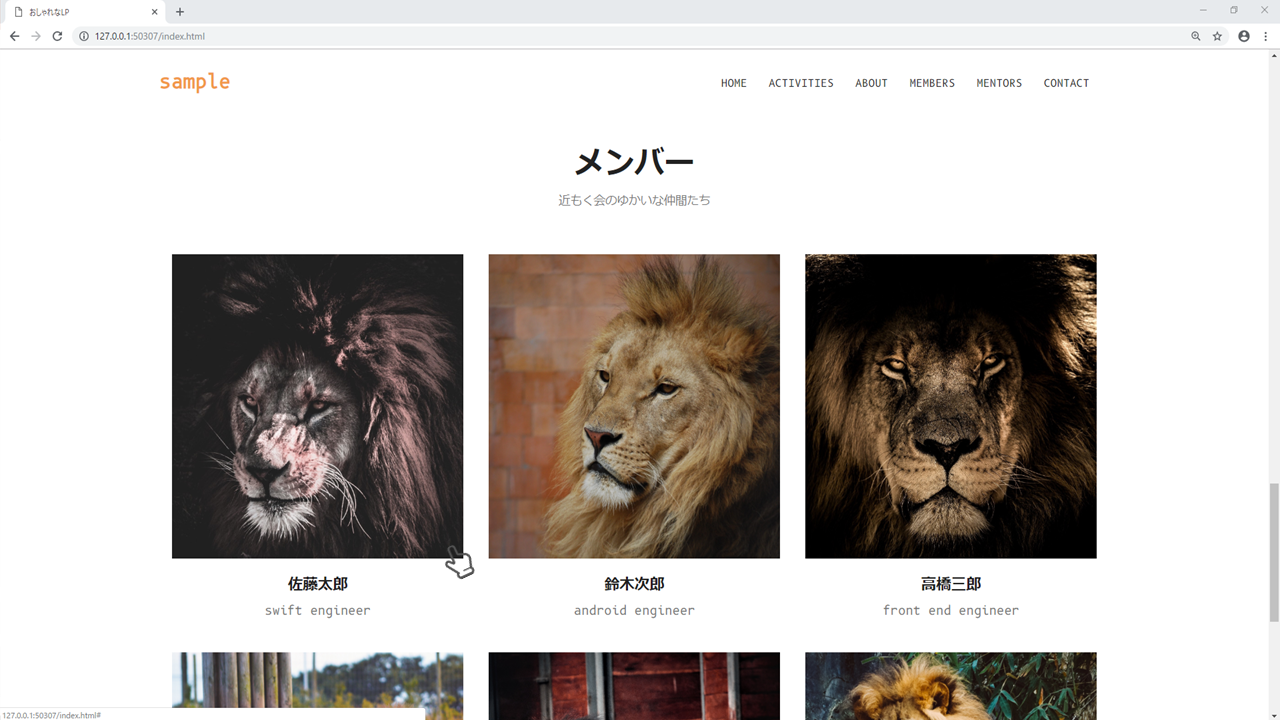 おしゃれなLP
127.0.0.1:50307/index.html
sample
HOME ACTIVITIES ABOUT MEMBERS MENTORS CONTACT
メンバー
近もく会のゆかいな仲間たち
佐藤太郎 鈴木次郎 高橋三郎
swift engineer android engineer front end engineer
127.0.0.1:50307/index.html#